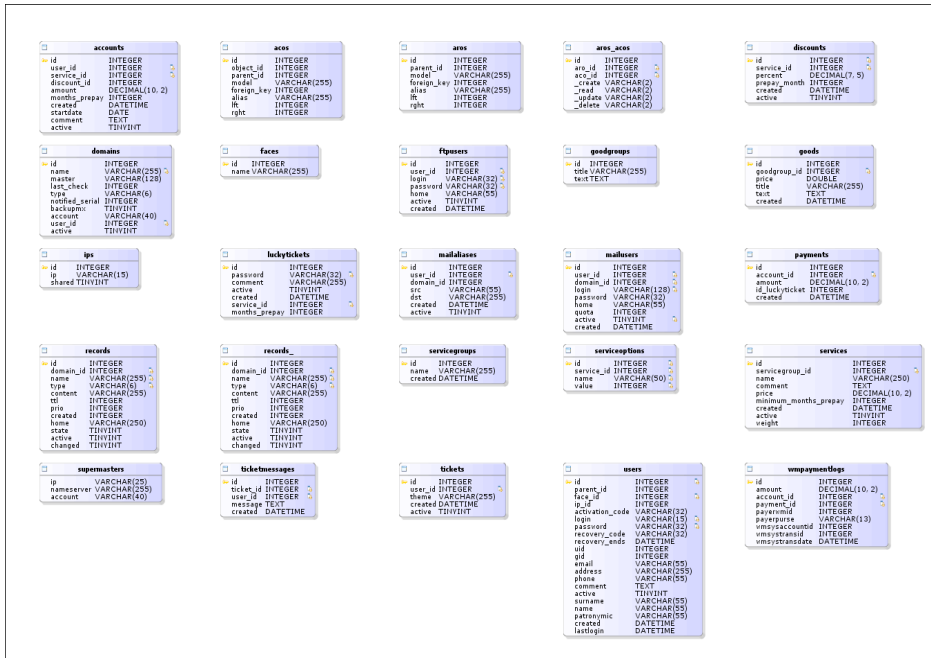 accounts
id INTEGER
user_id INTEGER
service_id INTEGER
discount_id INTEGER
amount DECIMAL(10, 2)
months_prepay INTEGER
created DATETIME
startdate DATE
comment TEXT
active TINYINT
acos
id INTEGER
object_id INTEGER
parent_id INTEGER
model VARCHAR(255)
foreign_key INTEGER
alias VARCHAR(255)
lft INTEGER
rght INTEGER
aros
id INTEGER
parent_id INTEGER
model VARCHAR(255)
foreign_key INTEGER
alias VARCHAR(255)
lft INTEGER
rght INTEGER
aros_acos
id INTEGER
aro_id INTEGER
aco_id INTEGER
_create VARCHAR(2)
_read VARCHAR(2)
_update VARCHAR(2)
_delete VARCHAR(2)
discounts
id INTEGER
service_id INTEGER
percent DECIMAL(7, 5)
prepay_month INTEGER
created DATETIME
active TINYINT
domains
id INTEGER
name VARCHAR(255)
master VARCHAR(128)
last_check INTEGER
type VARCHAR(6)
notified_serial INTEGER
backupmx TINYINT
account VARCHAR(40)
user_id INTEGER
active TINYINT
faces
id INTEGER
name VARCHAR(255)
ftpusers
id INTEGER
user_id INTEGER
login VARCHAR(32)
password VARCHAR(32)
home VARCHAR(55)
active TINYINT
created DATETIME
goodgroups
id INTEGER
title VARCHAR(255)
text TEXT
goods
id INTEGER
goodgroup_id INTEGER
price DOUBLE
title VARCHAR(255)
text TEXT
created DATETIME
ips
id INTEGER
ip VARCHAR(15)
shared TINYINT
luckytickets
id INTEGER
password VARCHAR(32)
comment VARCHAR(255)
active TINYINT
created DATETIME
service_id INTEGER
months_prepay INTEGER
mailaliases
id INTEGER
user_id INTEGER
domain_id INTEGER
src VARCHAR(55)
dst VARCHAR(255)
created DATETIME
active TINYINT
mailusers
id INTEGER
user_id INTEGER
domain_id INTEGER
login VARCHAR(128)
password VARCHAR(32)
home VARCHAR(55)
quota INTEGER
active TINYINT
created DATETIME
payments
id INTEGER
account_id INTEGER
amount DECIMAL(10, 2)
id_luckyticket INTEGER
created DATETIME
records
id INTEGER
domain_id INTEGER
name VARCHAR(255)
type VARCHAR(6)
content VARCHAR(255)
ttl INTEGER
prio INTEGER
created INTEGER
home VARCHAR(250)
state TINYINT
active TINYINT
changed TINYINT
records_
id INTEGER
domain_id INTEGER
name VARCHAR(255)
type VARCHAR(6)
content VARCHAR(255)
ttl INTEGER
prio INTEGER
created INTEGER
home VARCHAR(250)
state TINYINT
active TINYINT
changed TINYINT
servicegroups
id INTEGER
name VARCHAR(255)
created DATETIME
serviceoptions
id INTEGER
service_id INTEGER
name VARCHAR(50)
value INTEGER
services
id INTEGER
servicegroup_id INTEGER
name VARCHAR(250)
comment TEXT
price DECIMAL(10, 2)
minimum_months_prepay INTEGER
created DATETIME
active TINYINT
weight INTEGER
supermasters
ip VARCHAR(25)
nameserver VARCHAR(255)
account VARCHAR(40)
ticketmessages
id INTEGER
ticket_id INTEGER
user_id INTEGER
message TEXT
created DATETIME
tickets
id INTEGER
user_id INTEGER
theme VARCHAR(255)
created DATETIME
active TINYINT
users
id INTEGER
parent_id INTEGER
face_id INTEGER
ip_id INTEGER
activation_code VARCHAR(32)
login VARCHAR(15)
password VARCHAR(32)
recovery_code VARCHAR(32)
recovery_ends DATETIME
uid INTEGER
gid INTEGER
email VARCHAR(55)
address VARCHAR(255)
phone VARCHAR(55)
comment TEXT
active TINYINT
surname VARCHAR(55)
name VARCHAR(55)
patronymic VARCHAR(55)
created DATETIME
lastlogin DATETIME
wmpaymentlogs
id INTEGER
amount DECIMAL(10, 2)
account_id INTEGER
payment_id INTEGER
payerwmid INTEGER
payerpurse VARCHAR(13)
wmsysaccountid INTEGER
wmsystransid INTEGER
wmsystransdate DATETIME